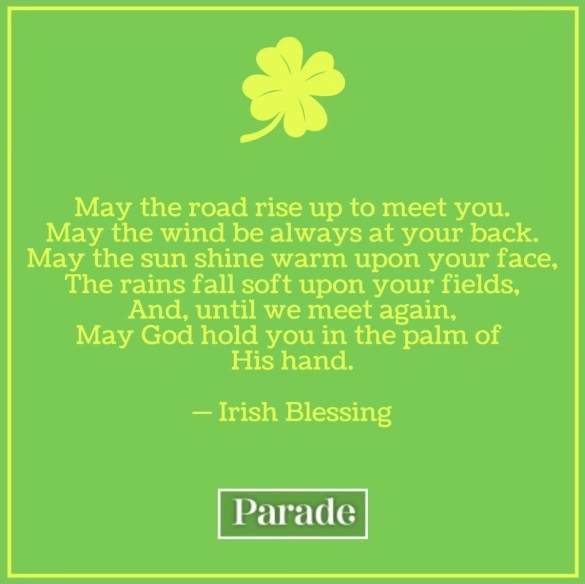 May the road rise up to meet you.
May the wind be always at your back.
May the sun shine warm upon your face,
The rains fall soft upon your fields,
And, until we meet again,
May God hold you in the palm of
His hand.
— Irish Blessing
Parade